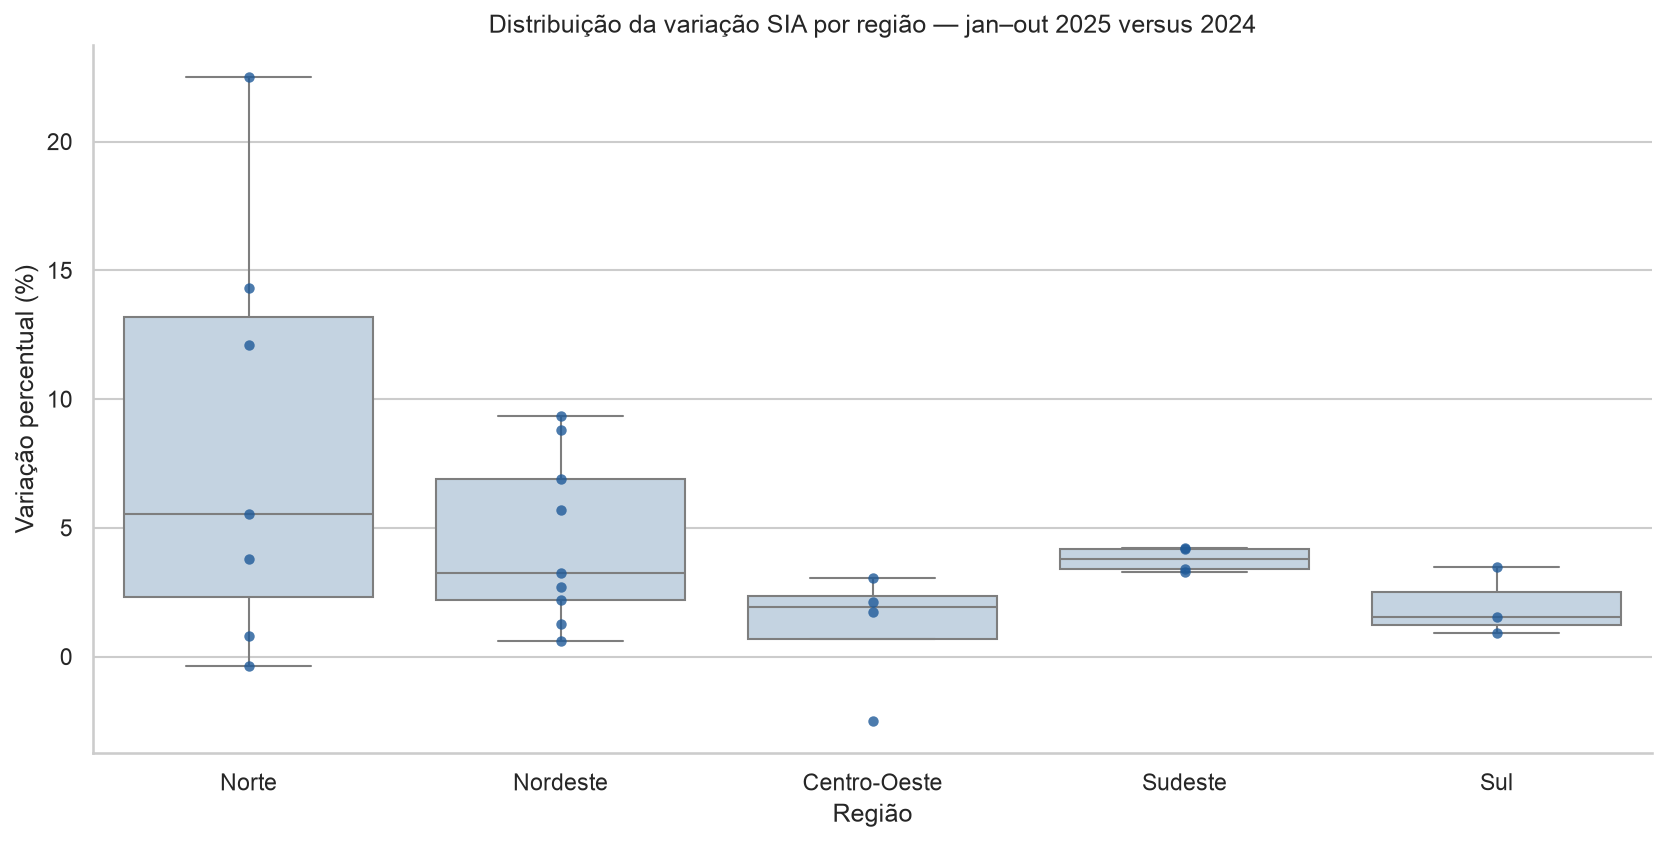 Distribuição da variação SIA por região — jan–out 2025 versus 2024
Variação percentual (%)
20
15
10
5
0
Norte
Nordeste
Centro-Oeste
Sudeste
Sul
Região